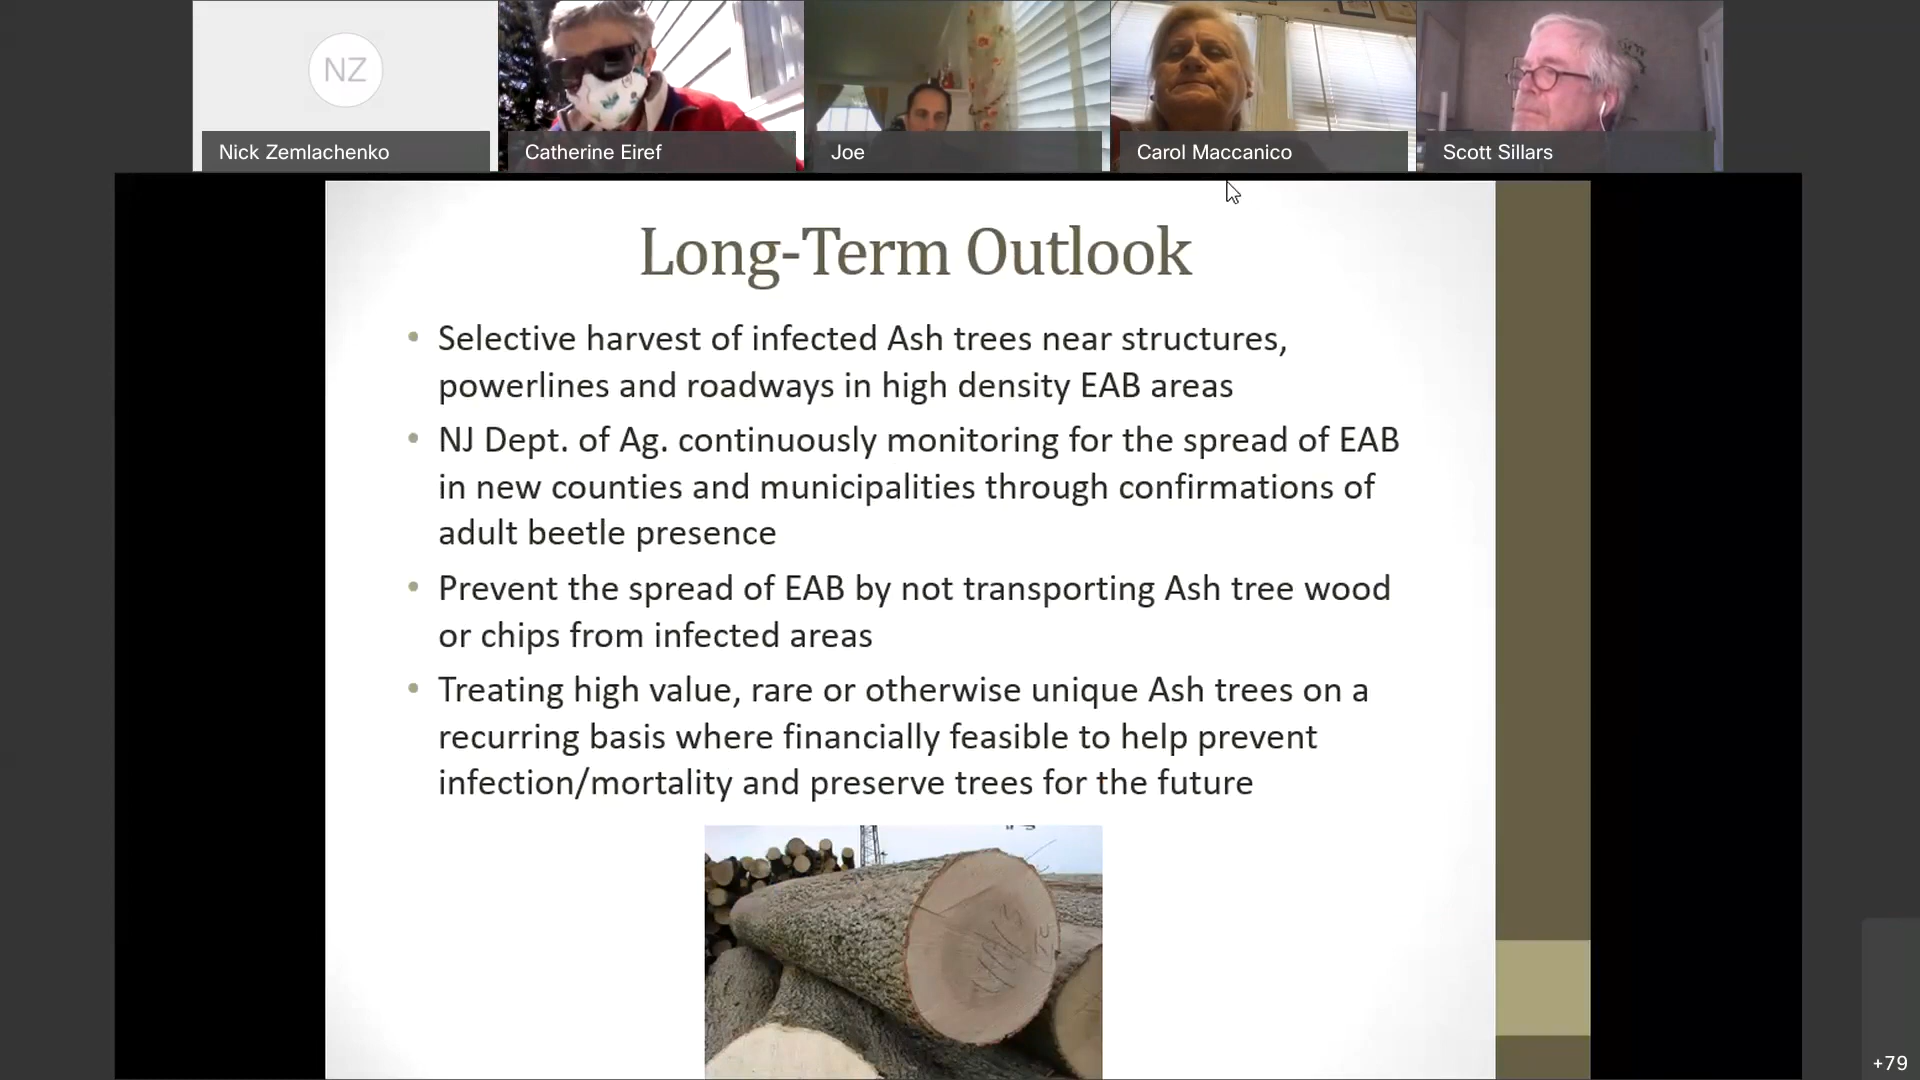 NZ
Nick Zemlachenko
Catherine Eiref
Joe
Carol Maccanico
Scott Sillars
Long-Term Outlook
• Selective harvest of infected Ash trees near structures,
powerlines and roadways in high density EAB areas
• NJ Dept. of Ag. continuously monitoring for the spread of EAB
in new counties and municipalities through confirmations of
adult beetle presence
• Prevent the spread of EAB by not transporting Ash tree wood
or chips from infected areas
• Treating high value, rare or otherwise unique Ash trees on a
recurring basis where financially feasible to help prevent
infection/mortality and preserve trees for the future
+79